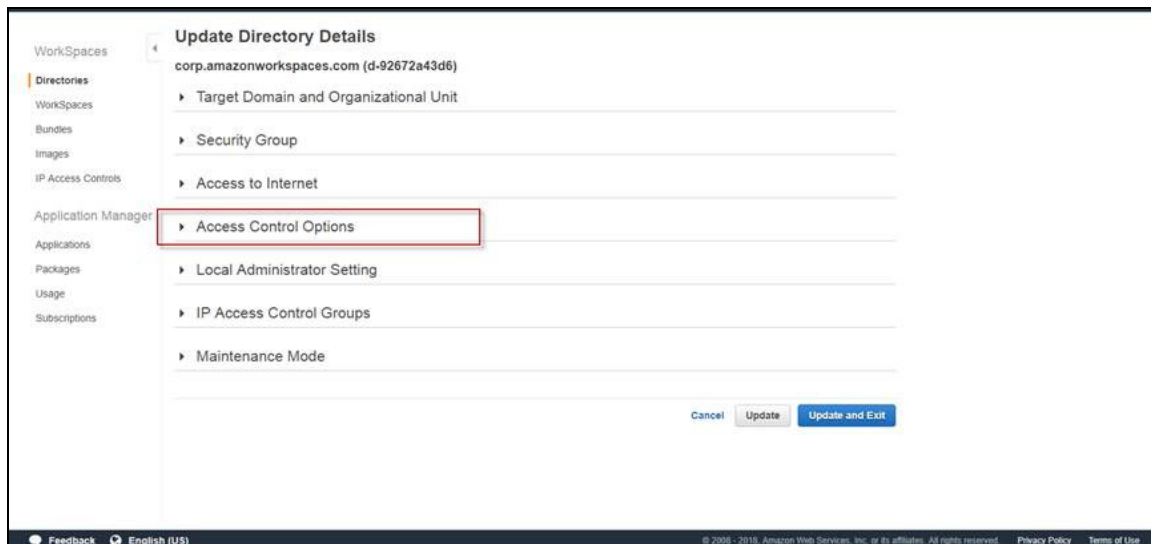 WorkSpaces
Directories
WorkSpaces
Bundles
Images
IP Access Controls
Application Manager
Applications
Packages
Usage
Subscriptions
Update Directory Details
corp.amazonworkspaces.com (d-92672a43d6)
Target Domain and Organizational Unit
Security Group
Access to Internet
Access Control Options
Local Administrator Setting
IP Access Control Groups
Maintenance Mode
Cancel Update Update and Exit
Feedback English (US) © 2008 - 2018, Amazon Web Services, Inc. or its affiliates. All rights reserved. Privacy Policy Terms of Use